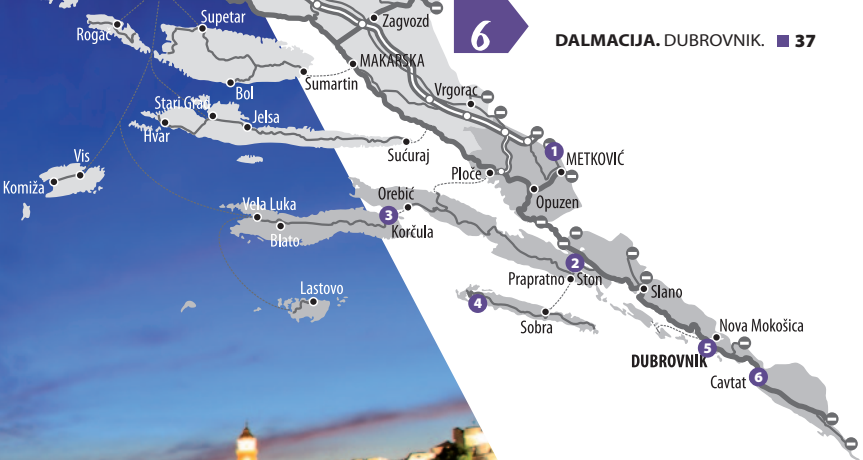 6
DALMACIJA. DUBROVNIK. 37
Rogač
Supetar
Zagvozd
MAKARSKA
Sumartin
Bol
Vrgorac
Stari Grad
Jelsa
Hvar
Sućuraj
1
METKOVIĆ
Vis
Komiža
Ploče
Opuzen
Orebić
3
Korčula
Vela Luka
Blato
2
Prapratno
Ston
Lastovo
4
Sobra
Slano
Nova Mokošica
5
DUBROVNIK
Cavtat
6